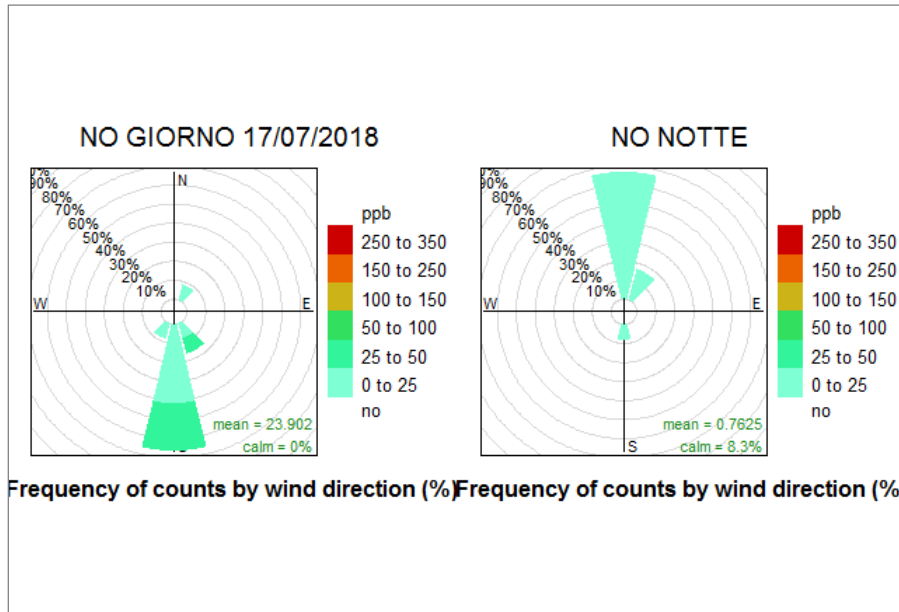 NO GIORNO 17/07/2018
90%
80%
70%
60%
50%
40%
30%
20%
10%
N
W
E
mean = 23.902
calm = 0%
ppb
250 to 350
150 to 250
100 to 150
50 to 100
25 to 50
0 to 25
no
Frequency of counts by wind direction (%)
NO NOTTE
90%
80%
70%
60%
50%
40%
30%
20%
10%
W
E
S
mean = 0.7625
calm = 8.3%
ppb
250 to 350
150 to 250
100 to 150
50 to 100
25 to 50
0 to 25
no
Frequency of counts by wind direction (%